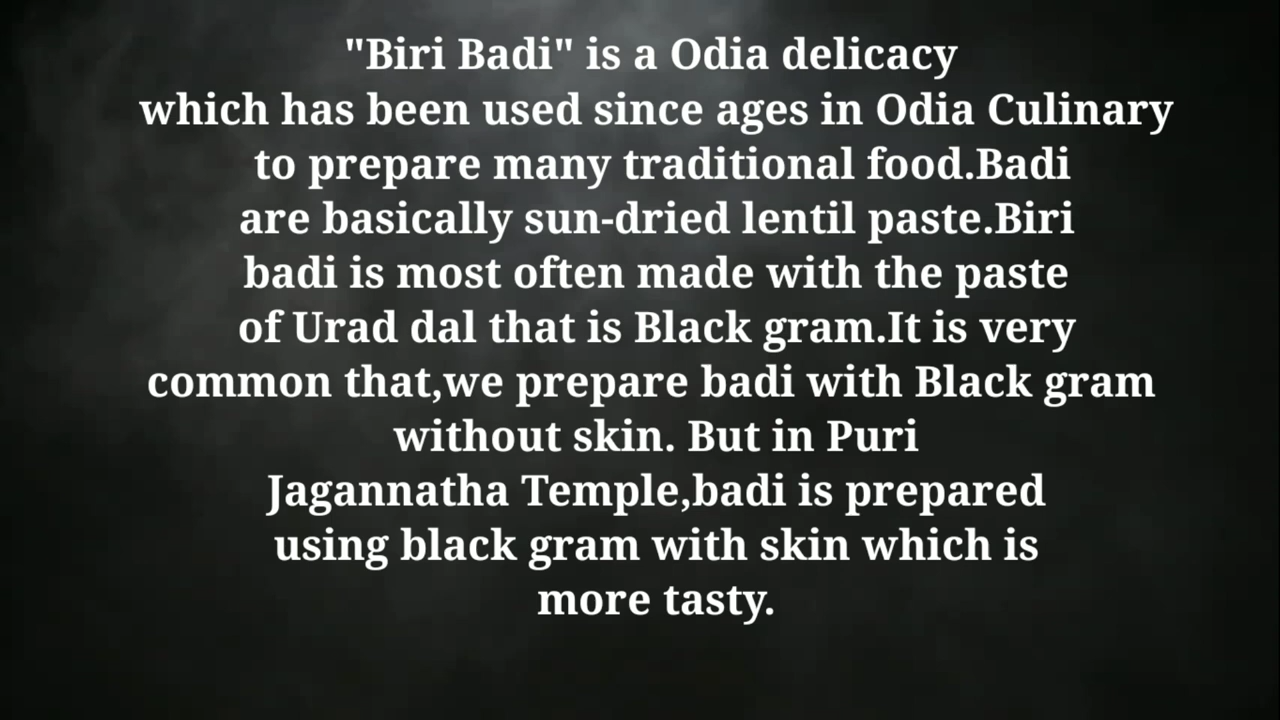 "Biri Badi" is a Odia delicacy
which has been used since ages in Odia Culinary
to prepare many traditional food.Badi
are basically sun-dried lentil paste.Biri
badi is most often made with the paste
of Urad dal that is Black gram.It is very
common that,we prepare badi with Black gram
without skin. But in Puri
Jagannatha Temple,badi is prepared
using black gram with skin which is
more tasty.